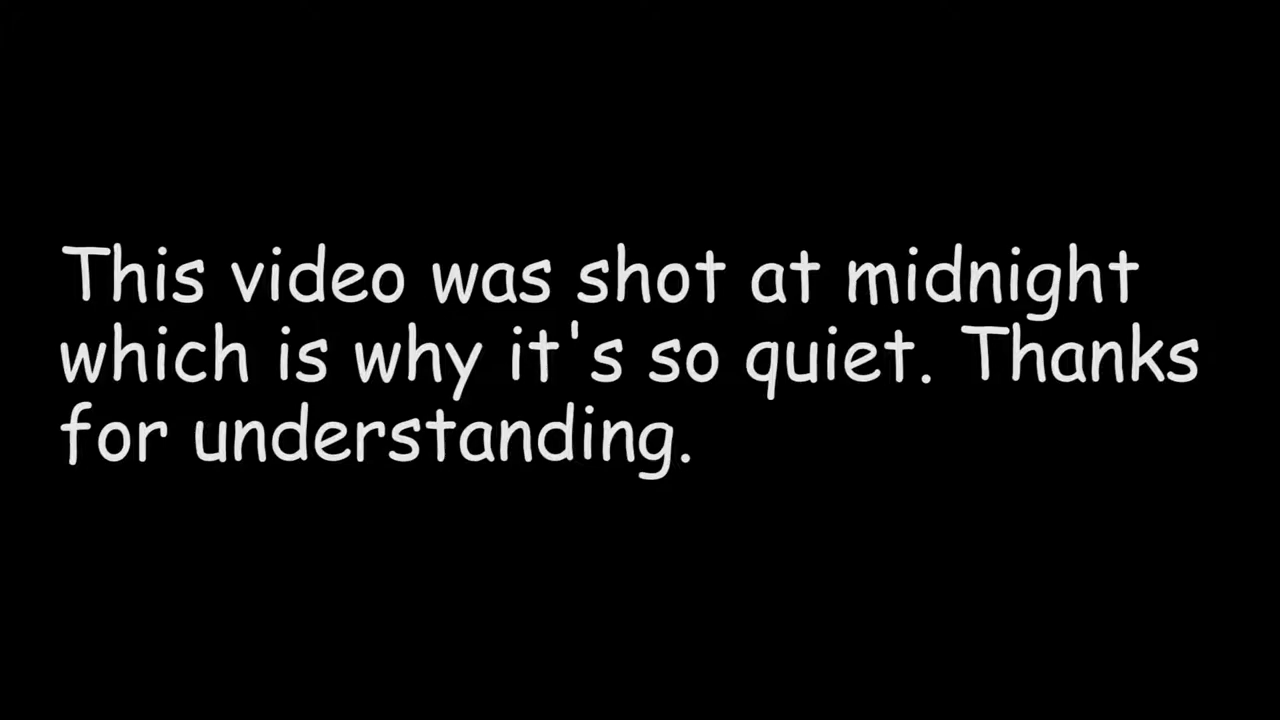 This video was shot at midnight
which is why it's so quiet. Thanks
for understanding.